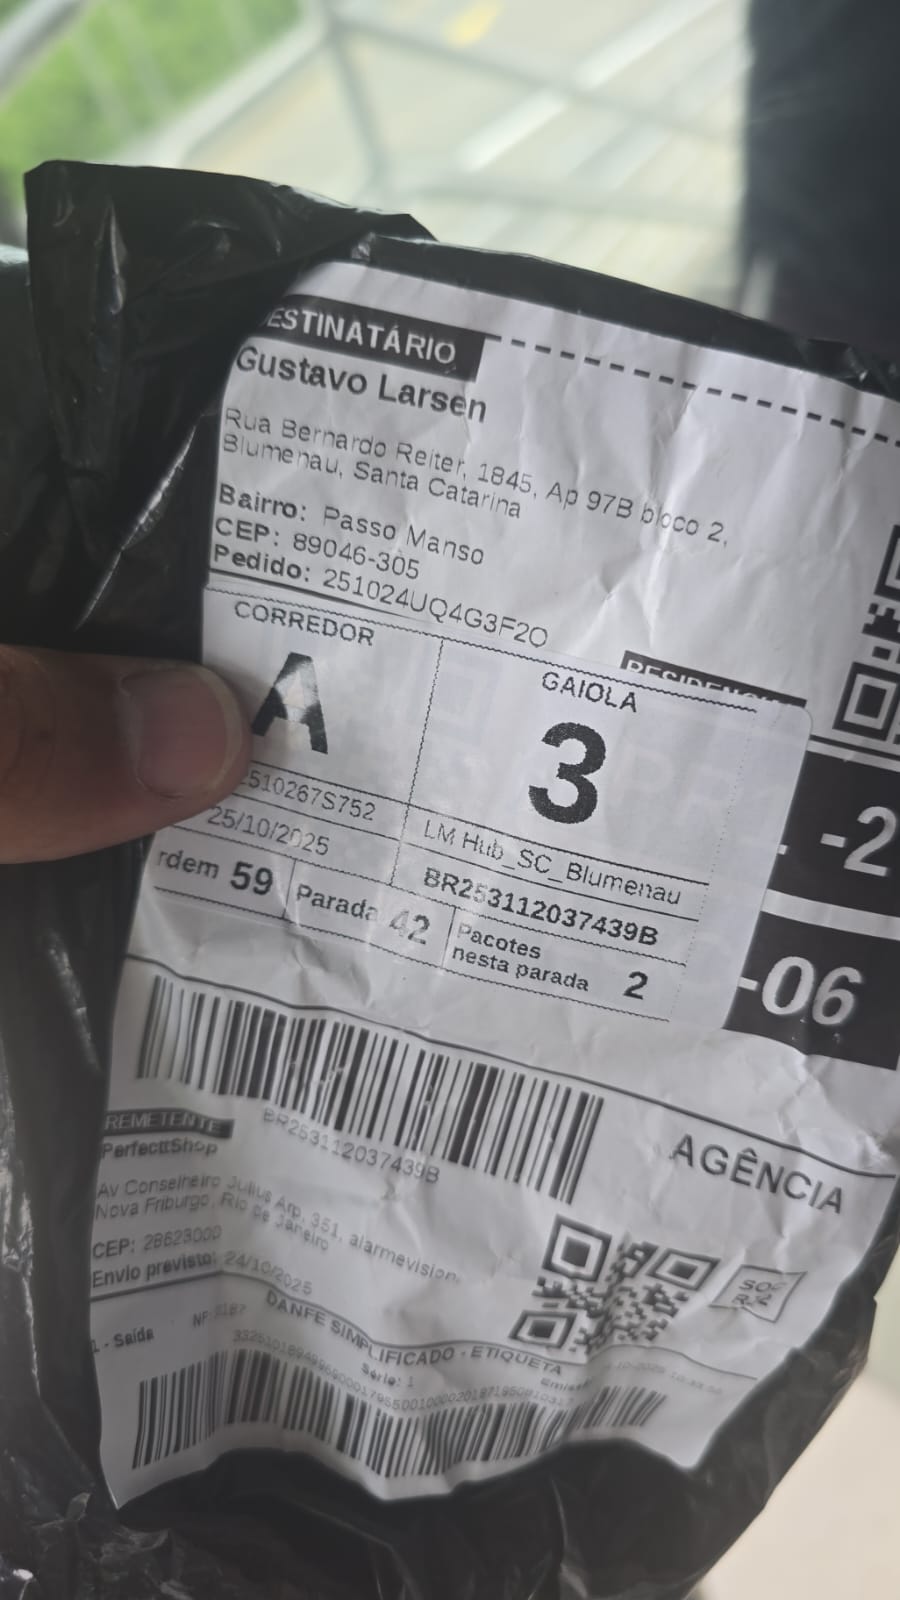 ESTINATÁRIO
Gustavo Larsen
Rua Bernardo Reiter, 1845, Ap 97B bloco 2,
Blumenau, Santa Catarina
Bairro: Passo Manso
CEP: 89046-305
Pedido: 251024UQ4G3F2O
CORREDOR
A
GAIOLA
3
2510267S752
25/10/2025
LM Hub_SC_Blumenau
BR253112037439B
rdem 59
Parada 42
Pacotes
nesta parada 2
-2
-06
BR253112037439B
AGÊNCIA
REMETENTE
PerfecttShop
Av Conselheiro Julius Arp, 351, alarmevision,
Nova Friburgo, Rio de Janeiro
CEP: 28623000
Envio previsto: 24/10/2025
1 - Saída
DANFE SIMPLIFICADO - ETIQUETA
Série: 1